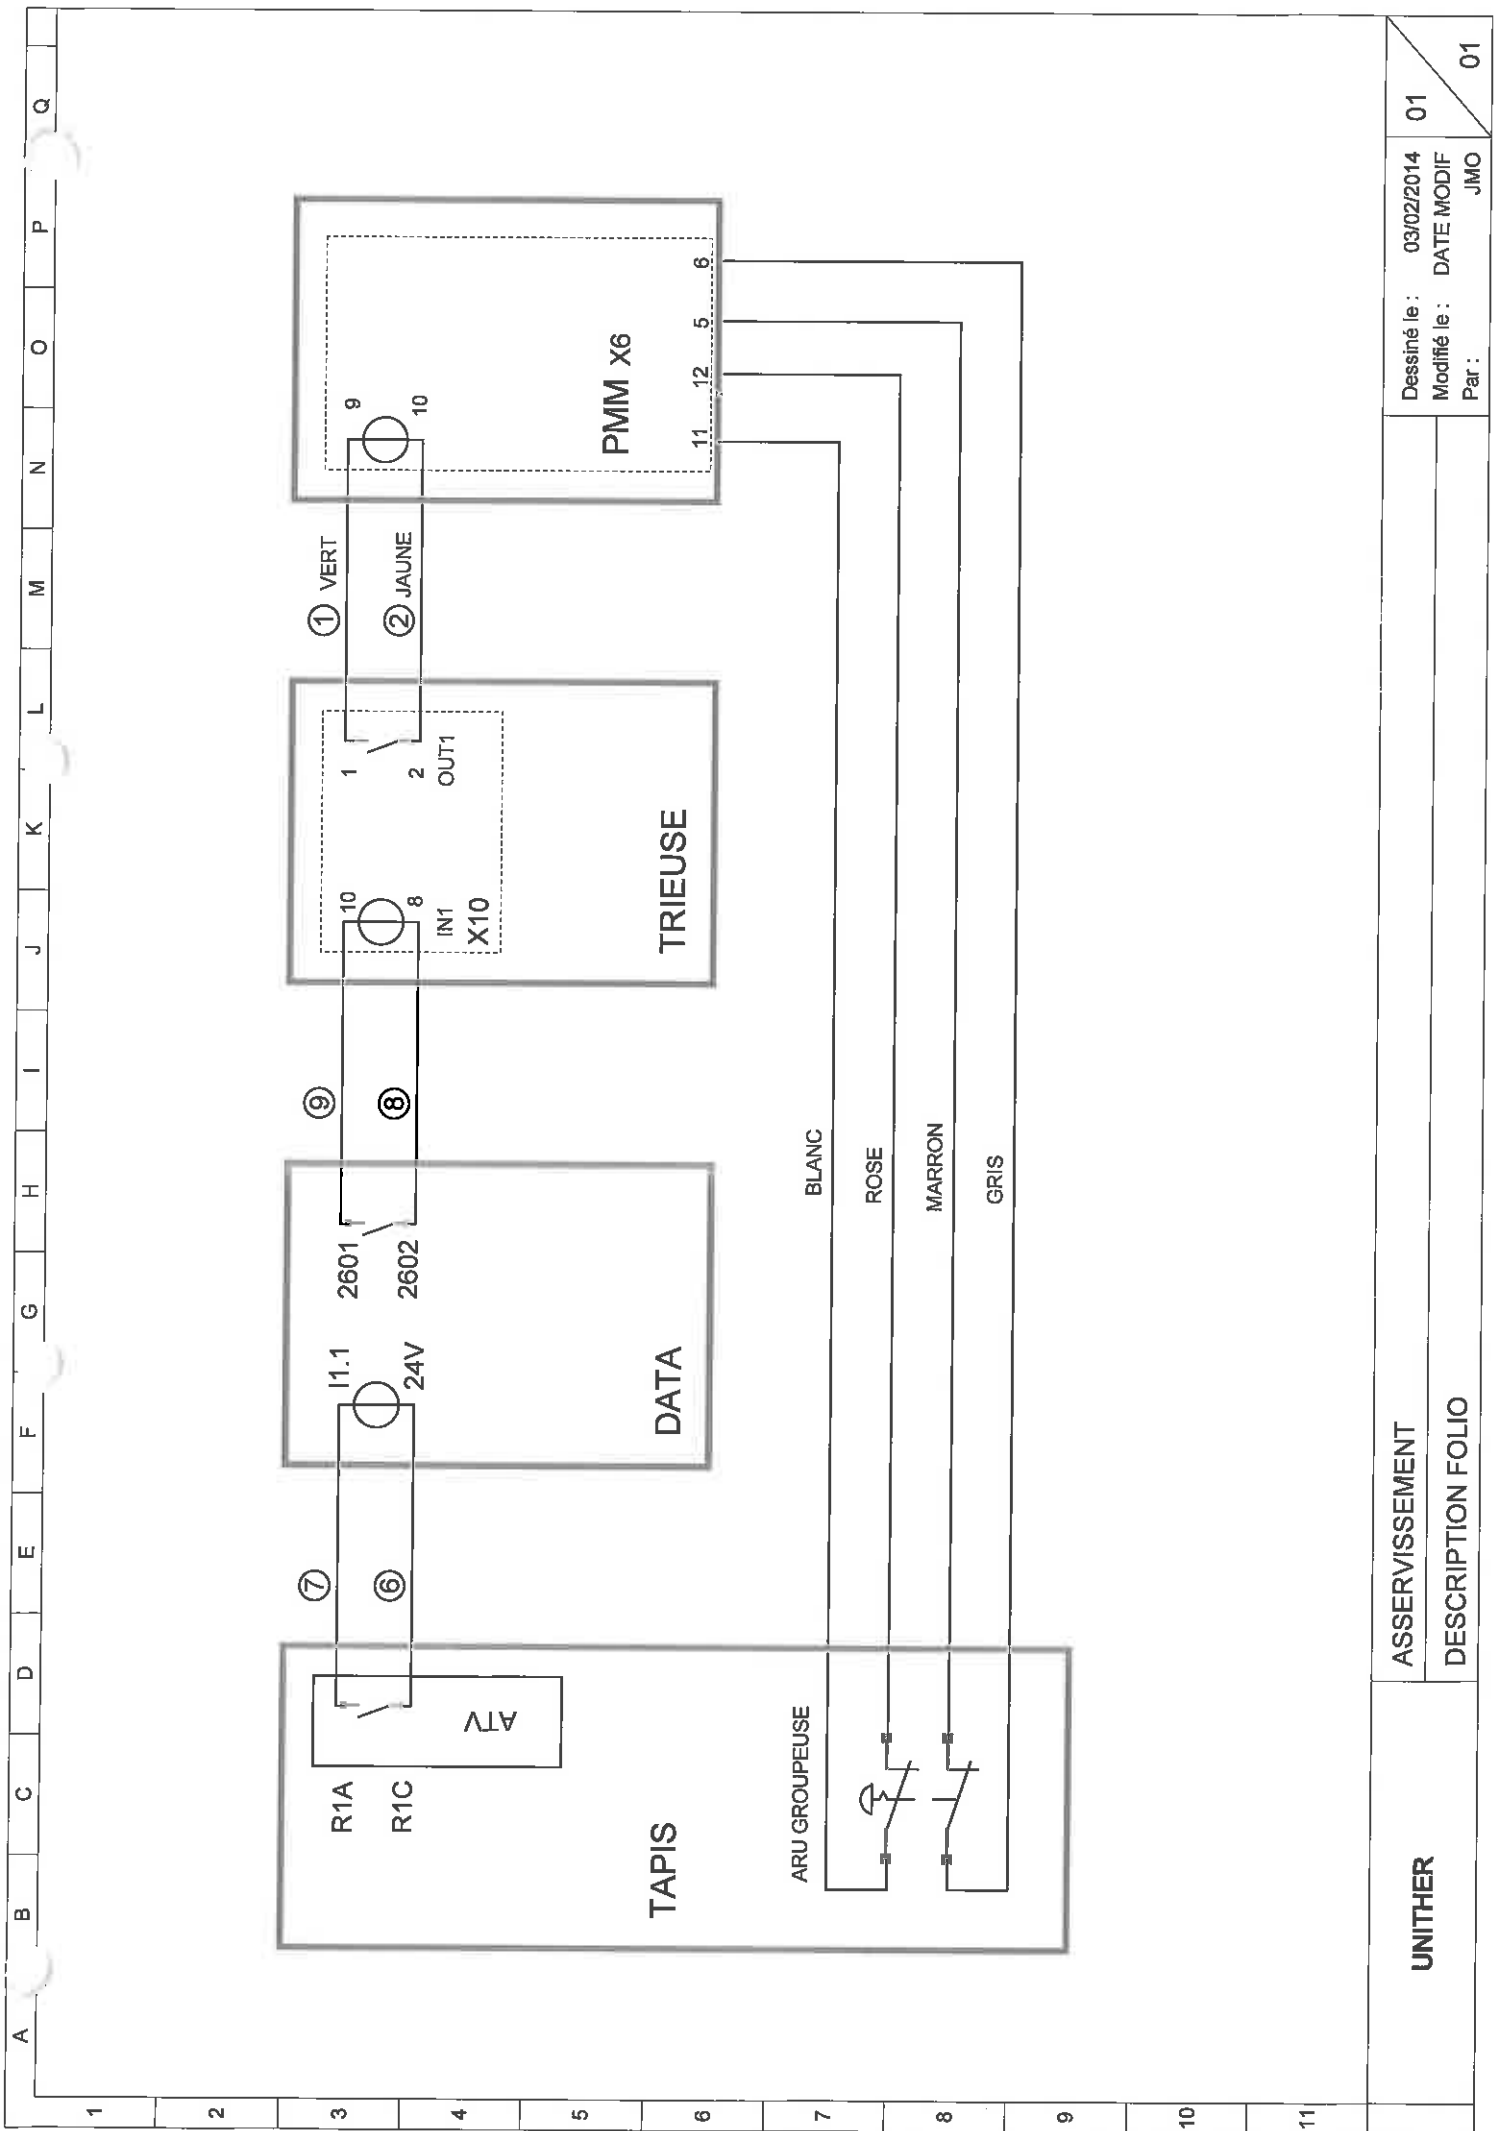 A B C D E F G H I J K L M N O P Q
1
2
3
4
5
6
7
8
9
10
11
R1A
R1C
ATV
TAPIS
ARU GROUPEUSE
7
6
I1.1
24V
2601
2602
DATA
9
8
10
8
IN1
X10
1
2
OUT1
TRIEUSE
1 VERT
2 JAUNE
9
10
PMM X6
11 12 5 6
BLANC
ROSE
MARRON
GRIS
UNITHER
ASSERVISSEMENT
DESCRIPTION FOLIO
Dessiné le : 03/02/2014
Modifié le : DATE MODIF
Par : JMO
01
01